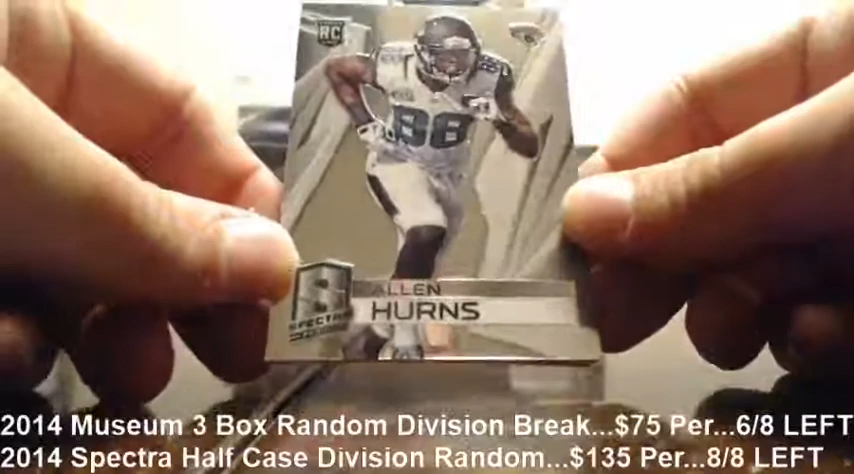 RC
88
88
ALLEN
HURNS
SPECTRA
2014 Museum 3 Box Random Division Break...$75 Per...6/8 LEFT
2014 Spectra Half Case Division Random...$135 Per...8/8 LEFT